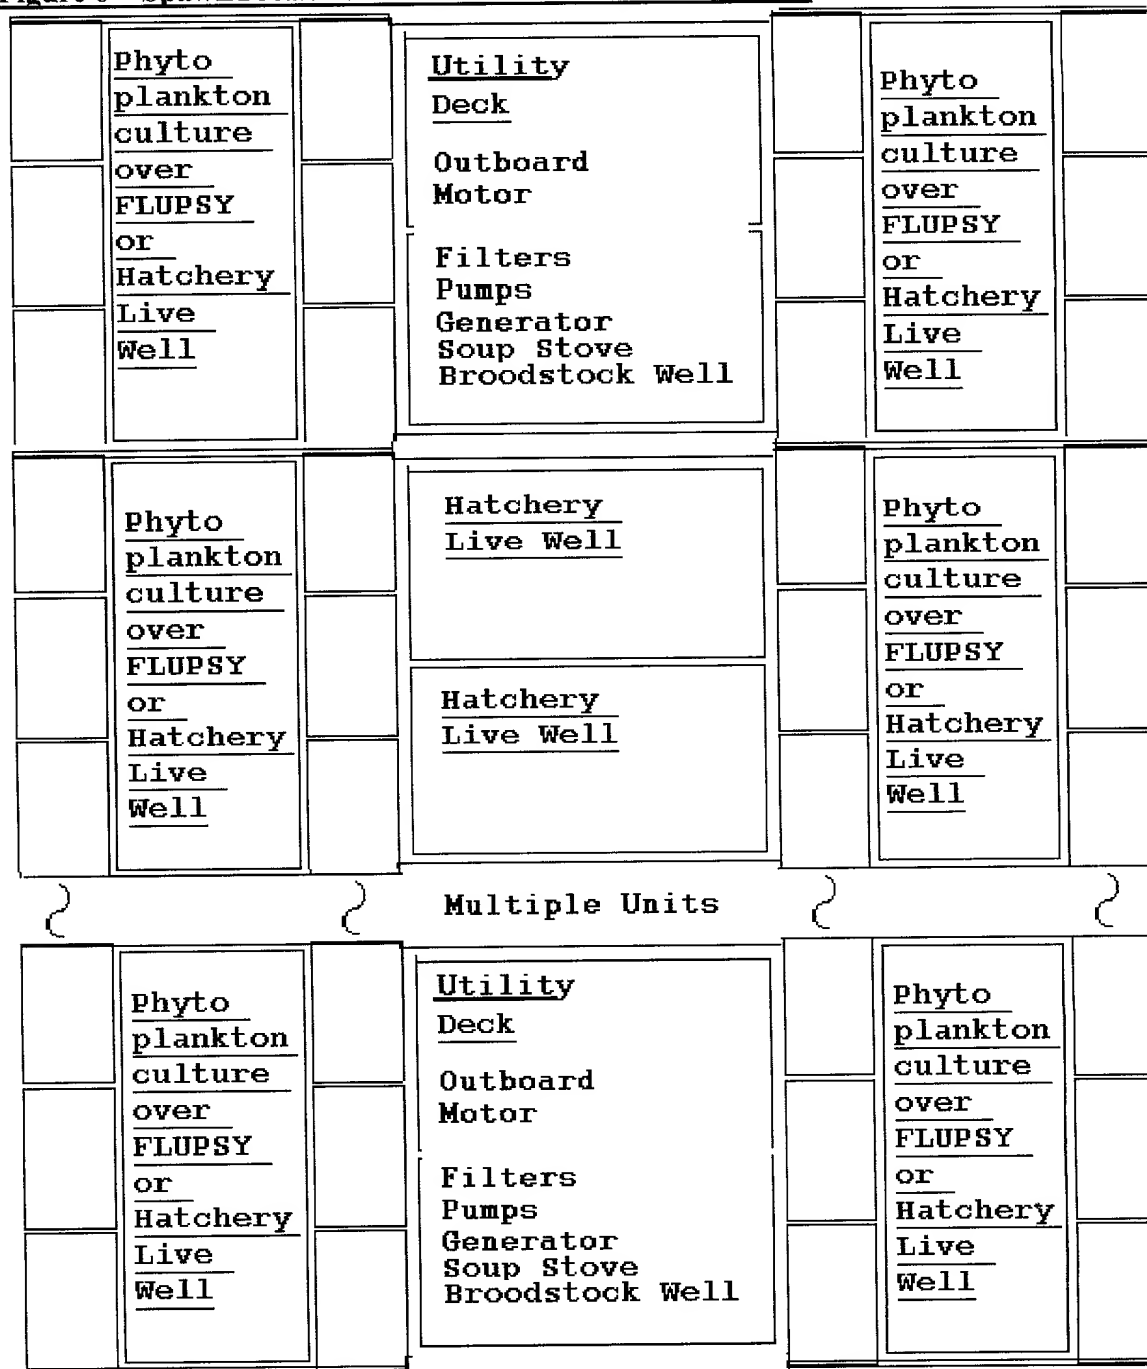 Phyto
plankton
culture
over
FLUPSY
or
Hatchery
Live
Well
Utility
Deck
Outboard
Motor
Filters
Pumps
Generator
Soup Stove
Broodstock Well
Phyto
plankton
culture
over
FLUPSY
or
Hatchery
Live
Well
Phyto
plankton
culture
over
FLUPSY
or
Hatchery
Live
Well
Hatchery
Live Well
Hatchery
Live Well
Phyto
plankton
culture
over
FLUPSY
or
Hatchery
Live
Well
Multiple Units
Phyto
plankton
culture
over
FLUPSY
or
Hatchery
Live
Well
Utility
Deck
Outboard
Motor
Filters
Pumps
Generator
Soup Stove
Broodstock Well
Phyto
plankton
culture
over
FLUPSY
or
Hatchery
Live
Well